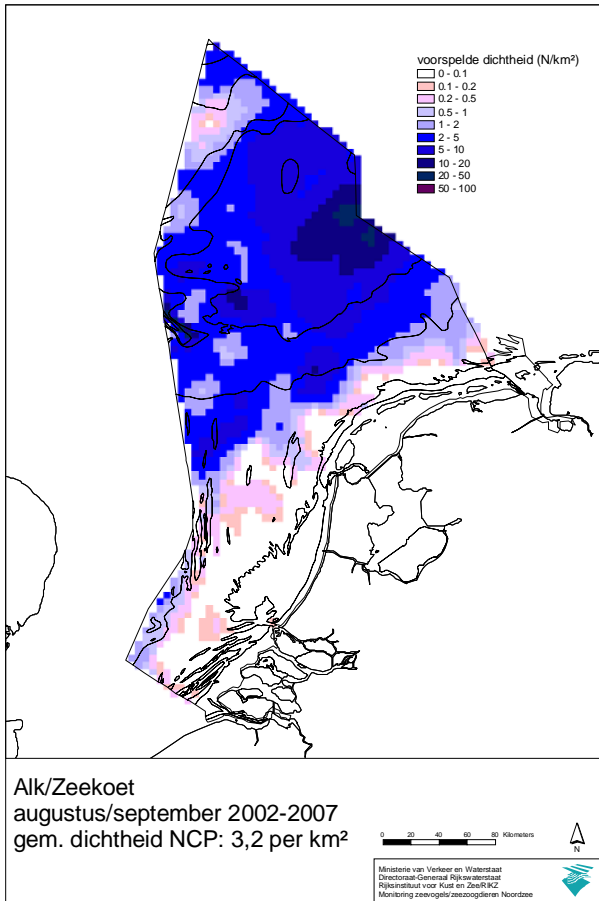 voorspelde dichtheid (N/km²)
0 - 0.1
0.1 - 0.2
0.2 - 0.5
0.5 - 1
1 - 2
2 - 5
5 - 10
10 - 20
20 - 50
50 - 100
Alk/Zeekoet
augustus/september 2002-2007
gem. dichtheid NCP: 3,2 per km²
0 20 40 60 80 Kilometers
N
Ministerie van Verkeer en Waterstaat
Directoraat-Generaal Rijkswaterstaat
Rijksinstituut voor Kust en Zee/RIKZ
Monitoring zeevogels/zeezoogdieren Noordzee